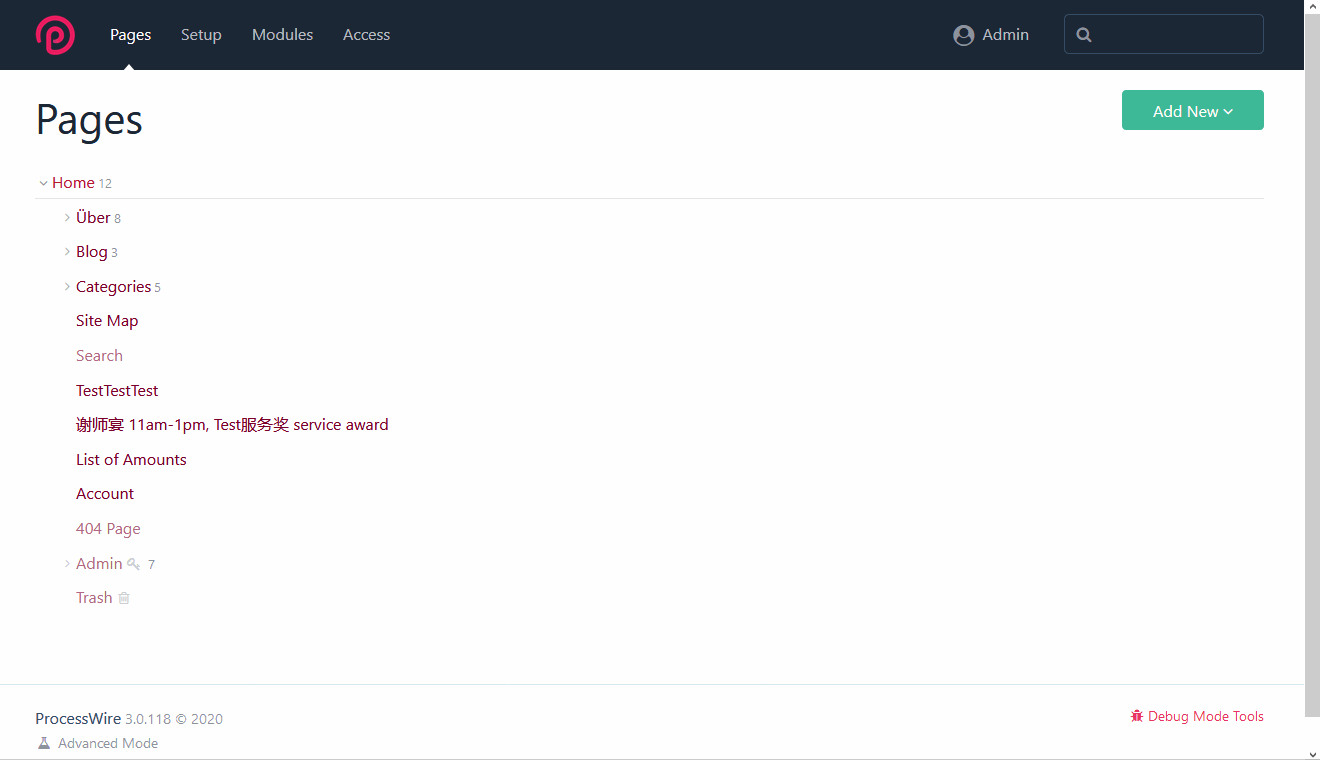 Pages Setup Modules Access Admin
Pages
Add New
Home 12
Über 8
Blog 3
Categories 5
Site Map
Search
TestTestTest
谢师宴 11am-1pm, Test服务奖 service award
List of Amounts
Account
404 Page
Admin 7
Trash
ProcessWire 3.0.118 © 2020
Debug Mode Tools
Advanced Mode